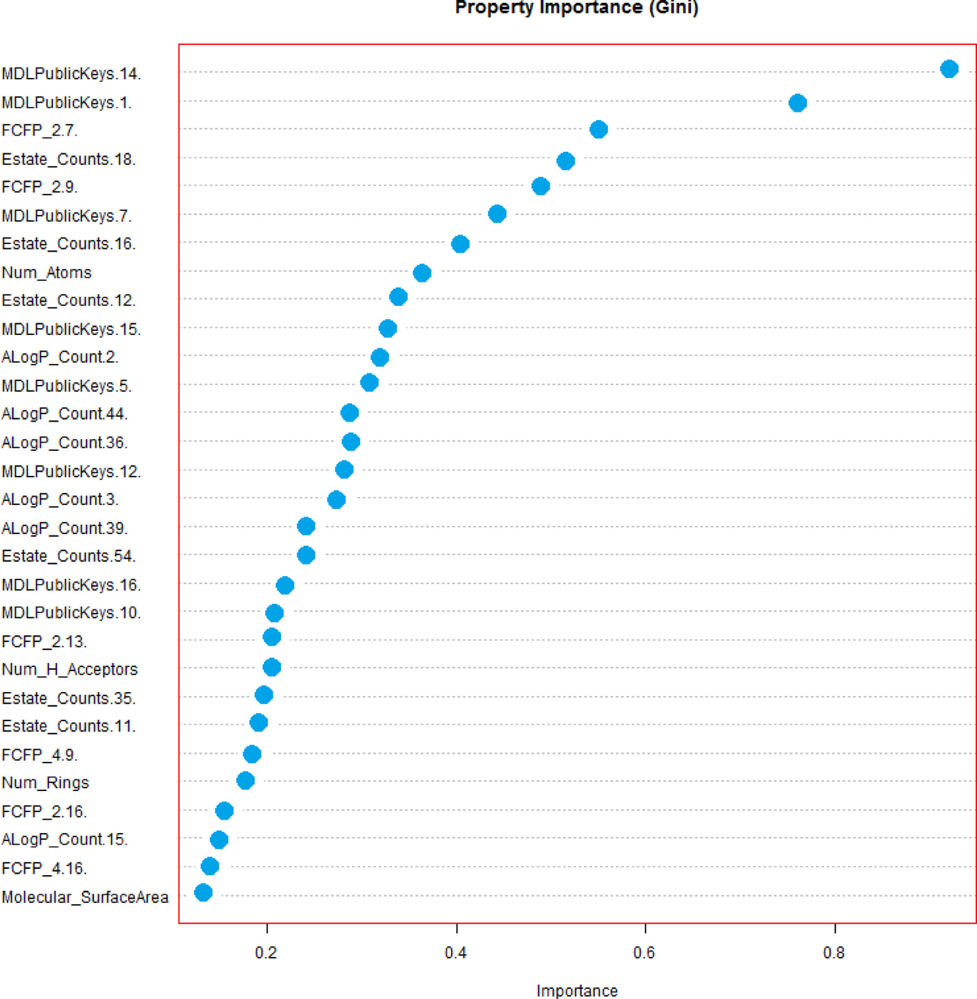 Property Importance (Gini)
MDLPublicKeys.14.
MDLPublicKeys.1.
FCFP_2.7.
Estate_Counts.18.
FCFP_2.9.
MDLPublicKeys.7.
Estate_Counts.16.
Num_Atoms
Estate_Counts.12.
MDLPublicKeys.15.
ALogP_Count.2.
MDLPublicKeys.5.
ALogP_Count.44.
ALogP_Count.36.
MDLPublicKeys.12.
ALogP_Count.3.
ALogP_Count.39.
Estate_Counts.54.
MDLPublicKeys.16.
MDLPublicKeys.10.
FCFP_2.13.
Num_H_Acceptors
Estate_Counts.35.
Estate_Counts.11.
FCFP_4.9.
Num_Rings
FCFP_2.16.
ALogP_Count.15.
FCFP_4.16.
Molecular_SurfaceArea
0.2 0.4 0.6 0.8
Importance